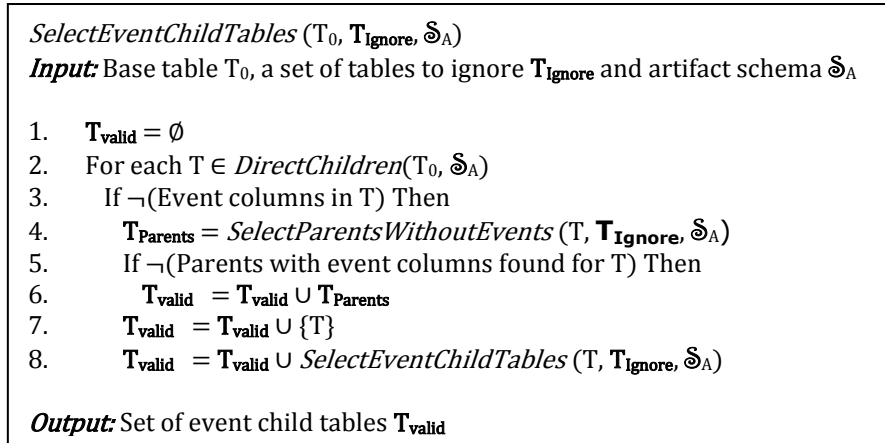 SelectEventChildTables (T₀, T_Ignore, 𝕊_A)
Input: Base table T₀, a set of tables to ignore T_Ignore and artifact schema 𝕊_A
1. T_valid = ∅
2. For each T ∈ DirectChildren(T₀, 𝕊_A)
3. If ¬(Event columns in T) Then
4. T_Parents = SelectParentsWithoutEvents (T, T_Ignore, 𝕊_A)
5. If ¬(Parents with event columns found for T) Then
6. T_valid = T_valid ∪ T_Parents
7. T_valid = T_valid ∪ {T}
8. T_valid = T_valid ∪ SelectEventChildTables (T, T_Ignore, 𝕊_A)
Output: Set of event child tables T_valid